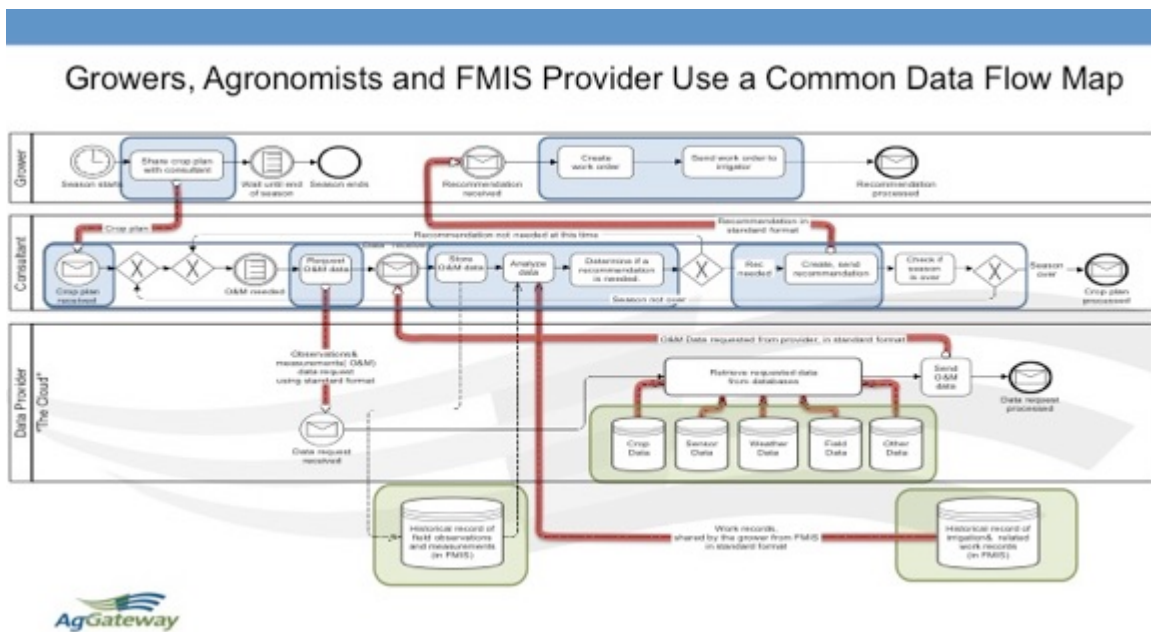 Growers, Agronomists and FMIS Provider Use a Common Data Flow Map
Grower
Season starts
Share crop plan
with consultant
Wait until end
of season
Season ends
Recommendation
received
Create
work order
Send work order to
irrigator
Recommendation
processed
Consultant
Crop plan
Recommendation not needed at this time
Recommendation in
standard format
Crop plan
received
X
X
O&M needed
Request
O&M data
Data received
Store
O&M data
Analyze
data
Determine if a
recommendation
is needed.
X
Rec
needed
Create, send
recommendation
Check if
season
is over
X
Season
over
Crop plan
processed
Season not over
Data Provider
"The Cloud"
Observations&
measurements( O&M)
data request
using standard format
Data request
received
O&M Data requested from provider, in standard format
Retrieve requested data
from databases
Send
O&M
data
Data request
processed
Crop
Data
Sensor
Data
Weather
Data
Field
Data
Other
Data
Historical record of
field observations
and measurements
(in FMIS)
Work records,
shared by the grower from FMIS
in standard format
Historical record of
irrigation& related
work records
(in FMIS)
AgGateway